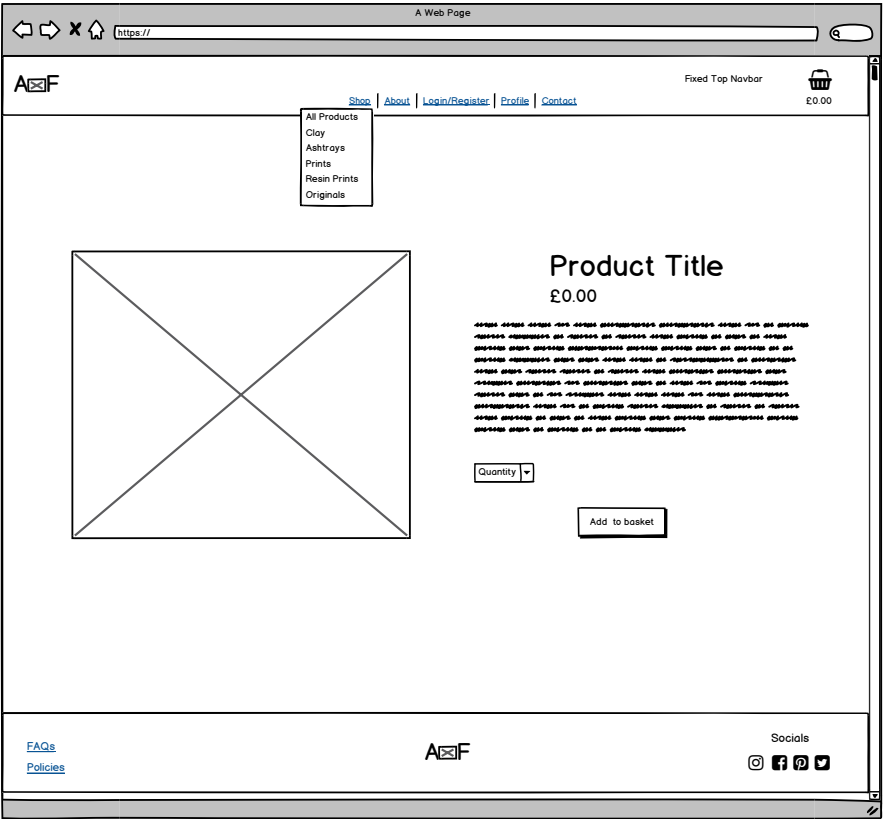 A Web Page
https://
A F
Fixed Top Navbar
£0.00
Shop | About | Login/Register | Profile | Contact
All Products
Clay
Ashtrays
Prints
Resin Prints
Originals
Product Title
£0.00
Quantity
Add to basket
FAQs
Policies
A F
Socials